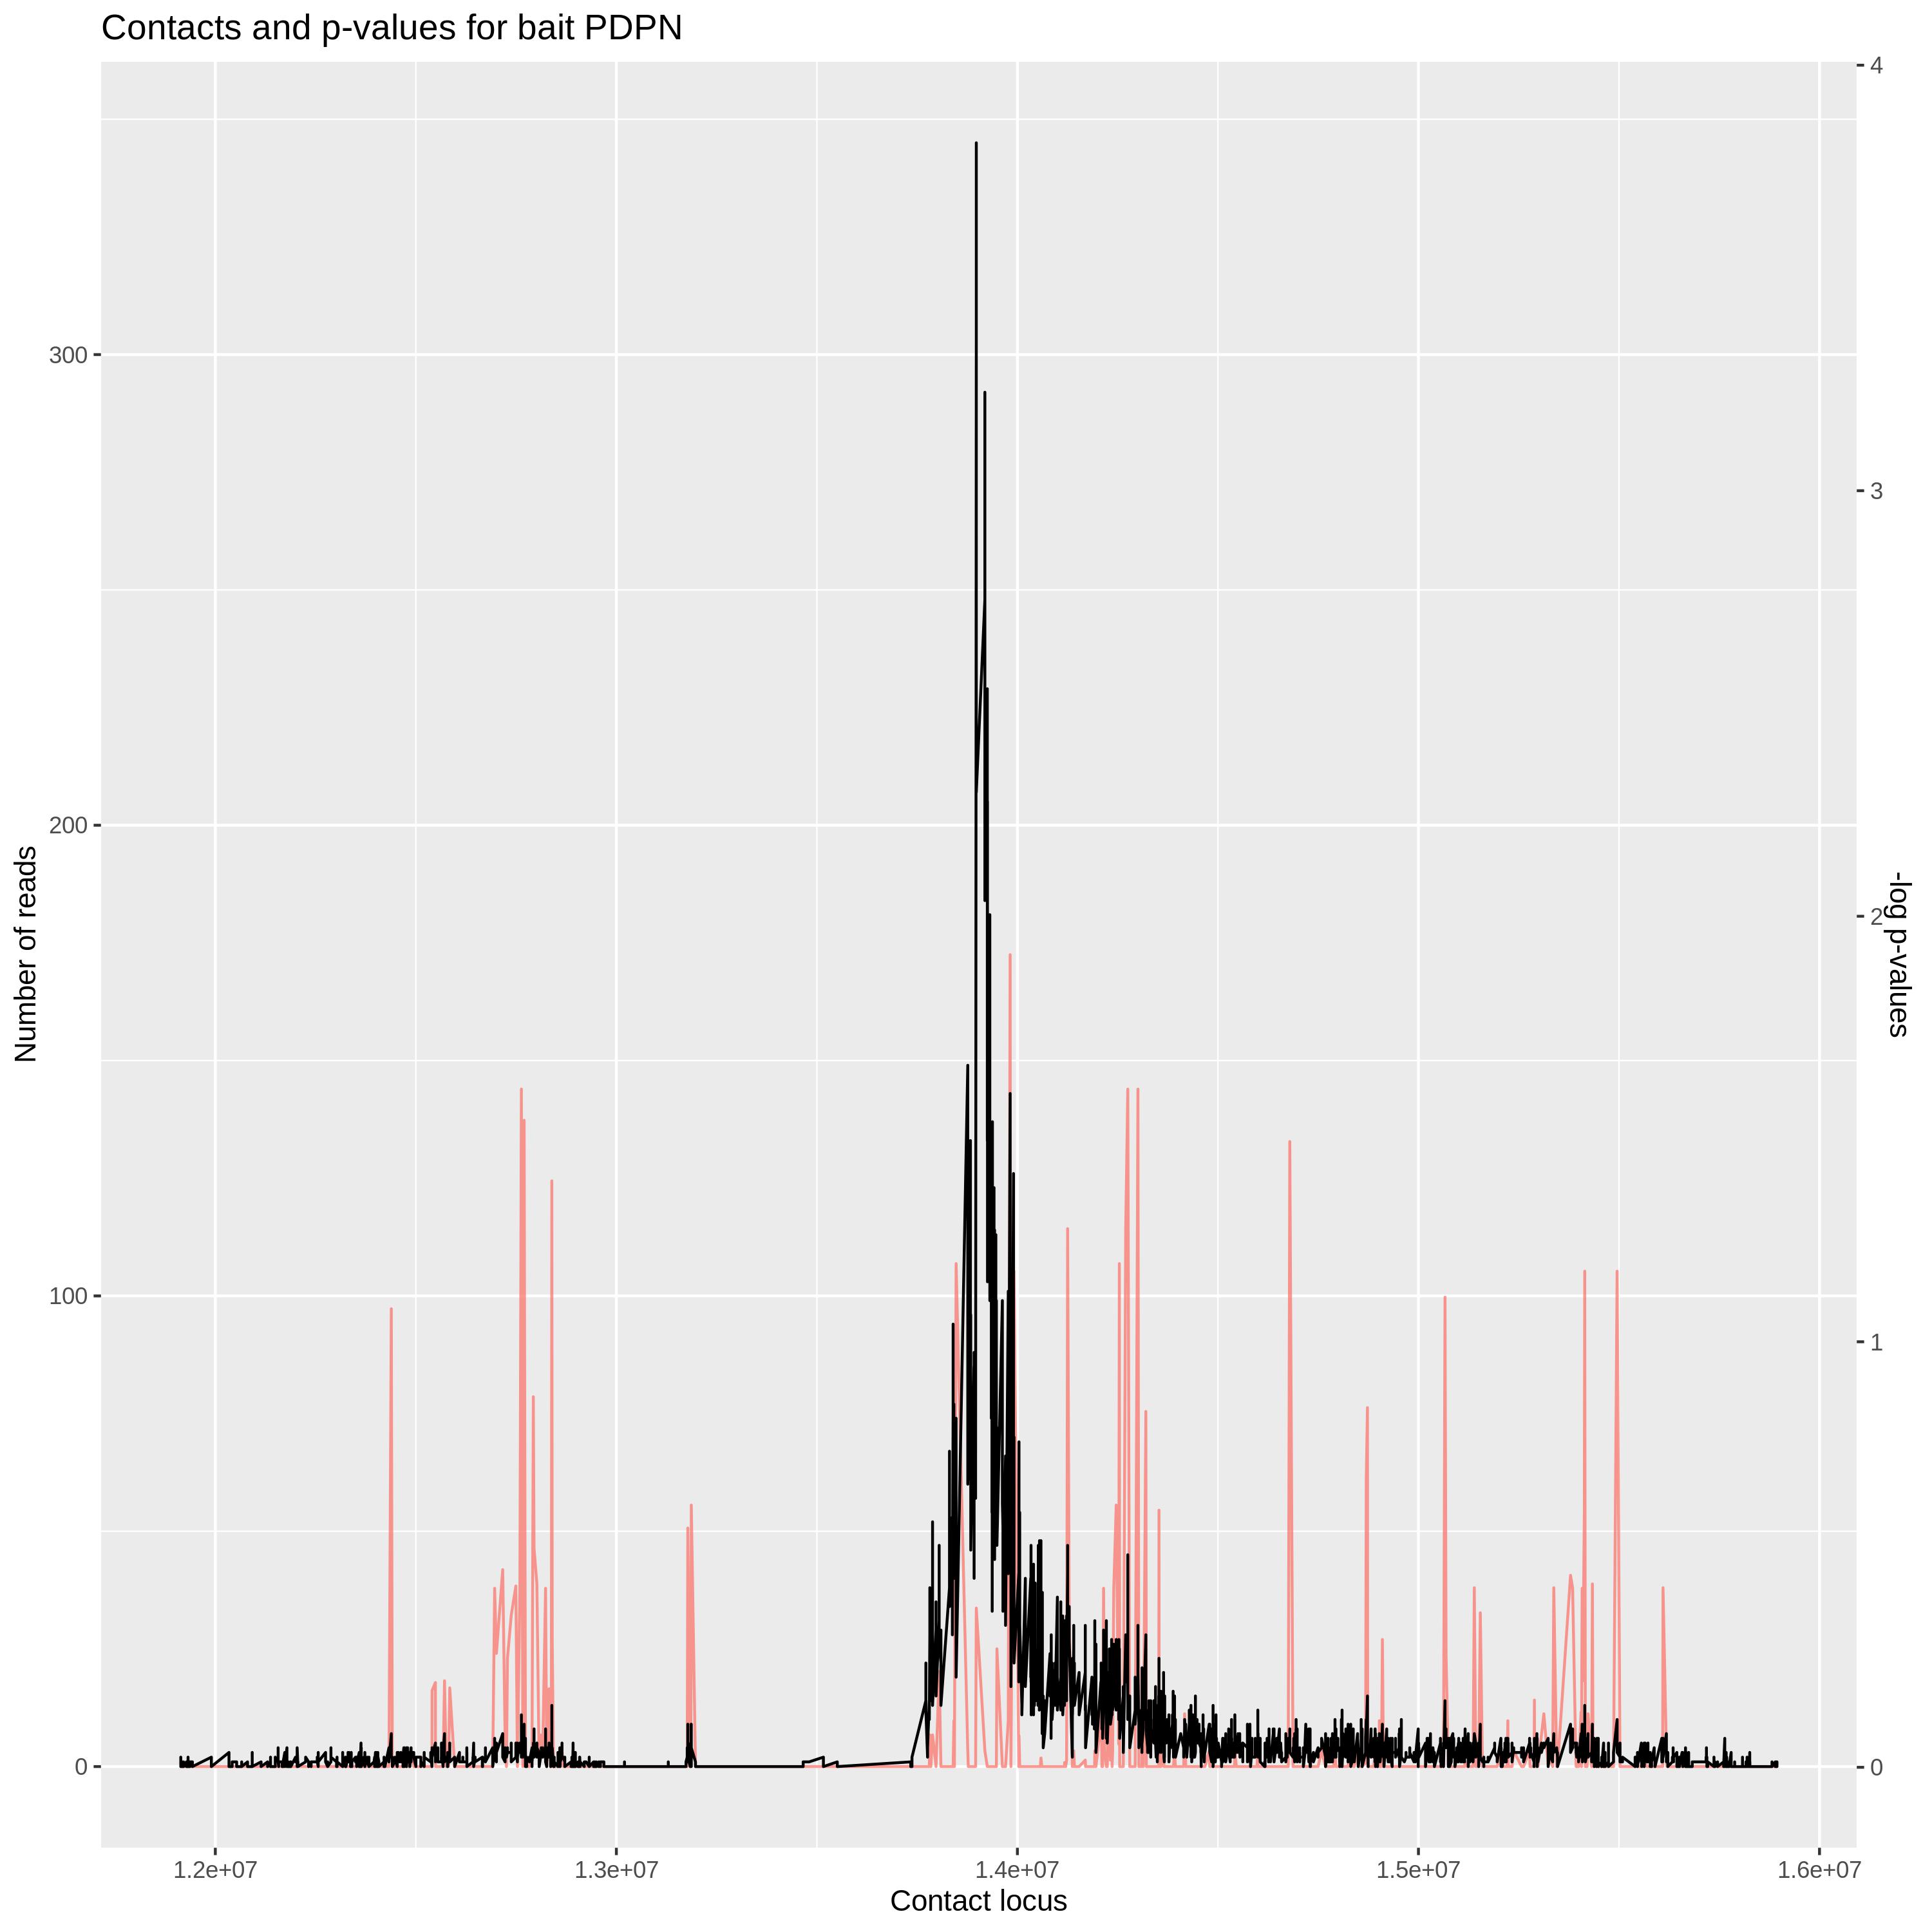 Contacts and p-values for bait PDPN
4
3
2
1
0
-log p-values
300
200
100
0
Number of reads
1.2e+07 1.3e+07 1.4e+07 1.5e+07 1.6e+07
Contact locus